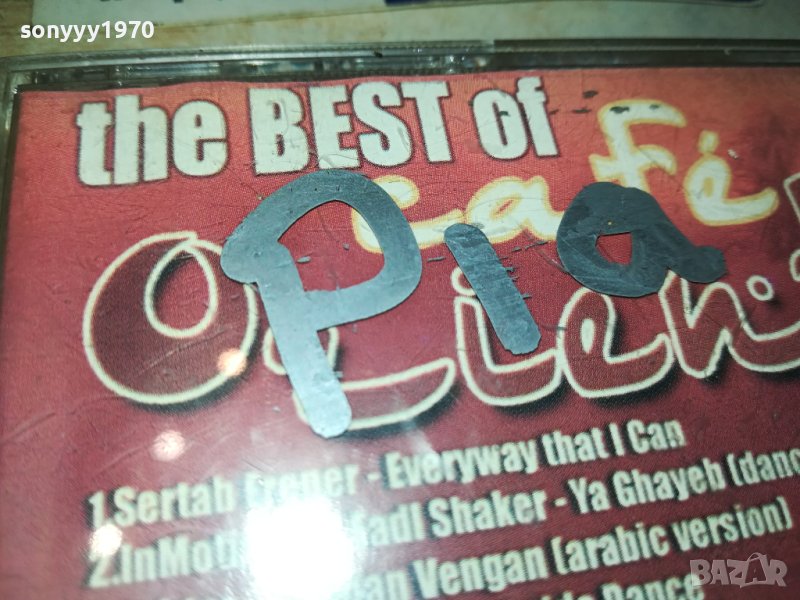 sonyyy1970
the BEST of
café
Orient
Pia
1.Sertab Erener - Everyway that I Can
2.InMoti Fadl Shaker - Ya Ghayeb (danc
Vengan (arabic version)
Dance
BAZAR